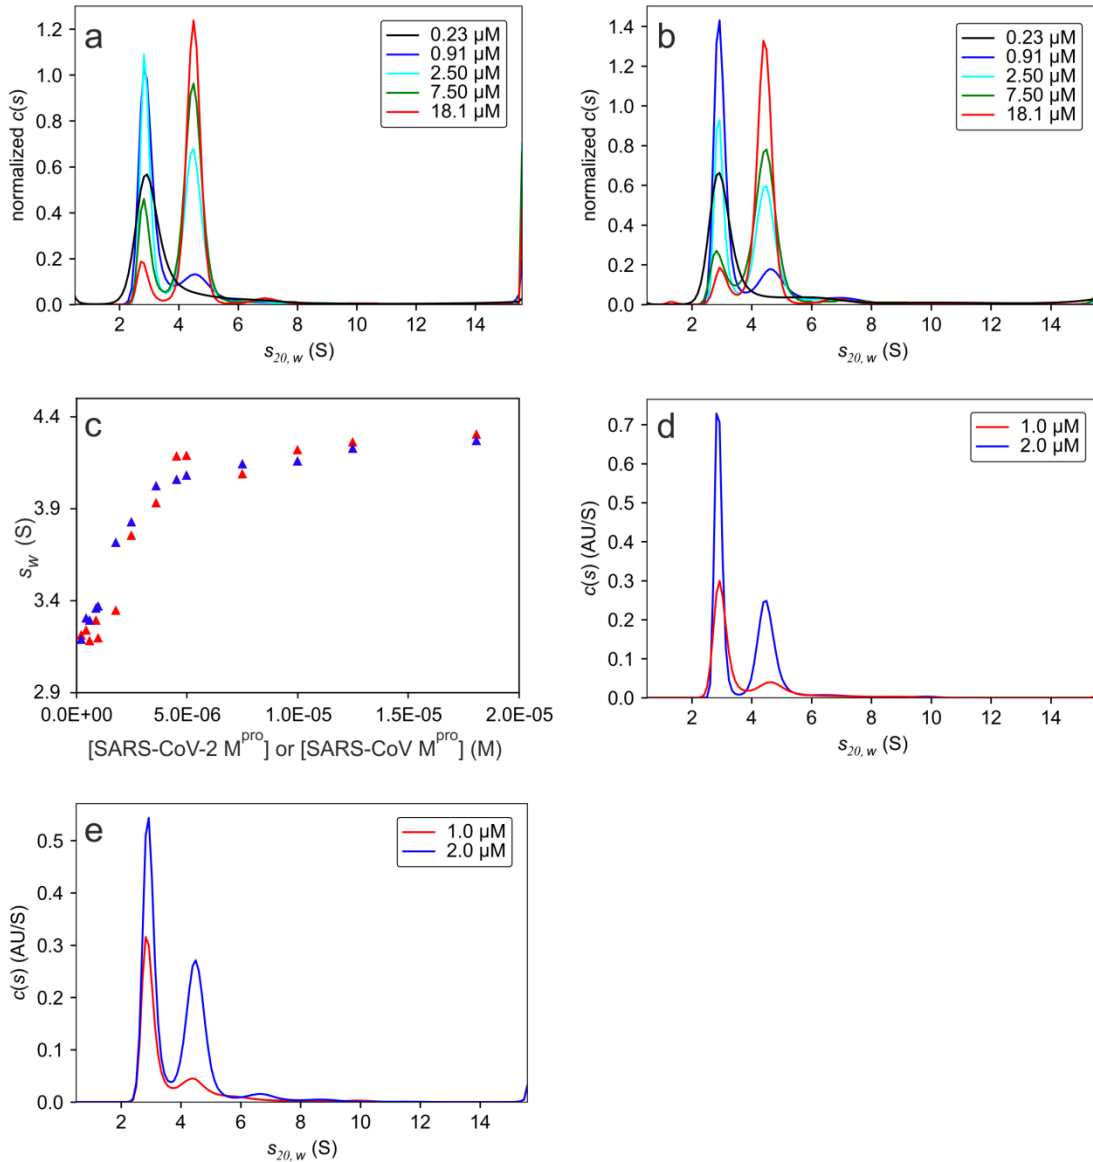 a
0.23 µM
0.91 µM
2.50 µM
7.50 µM
18.1 µM
normalized c(s)
1.2
1.0
0.8
0.6
0.4
0.2
0.0
2 4 6 8 10 12 14
s20, w (S)
b
0.23 µM
0.91 µM
2.50 µM
7.50 µM
18.1 µM
normalized c(s)
1.4
1.2
1.0
0.8
0.6
0.4
0.2
0.0
2 4 6 8 10 12 14
s20, w (S)
c
sw (S)
4.4
3.9
3.4
2.9
0.0E+00 5.0E-06 1.0E-05 1.5E-05 2.0E-05
[SARS-CoV-2 Mpro] or [SARS-CoV Mpro] (M)
d
1.0 µM
2.0 µM
c(s) (AU/S)
0.7
0.6
0.5
0.4
0.3
0.2
0.1
0.0
2 4 6 8 10 12 14
s20, w (S)
e
1.0 µM
2.0 µM
c(s) (AU/S)
0.5
0.4
0.3
0.2
0.1
0.0
2 4 6 8 10 12 14
s20, w (S)